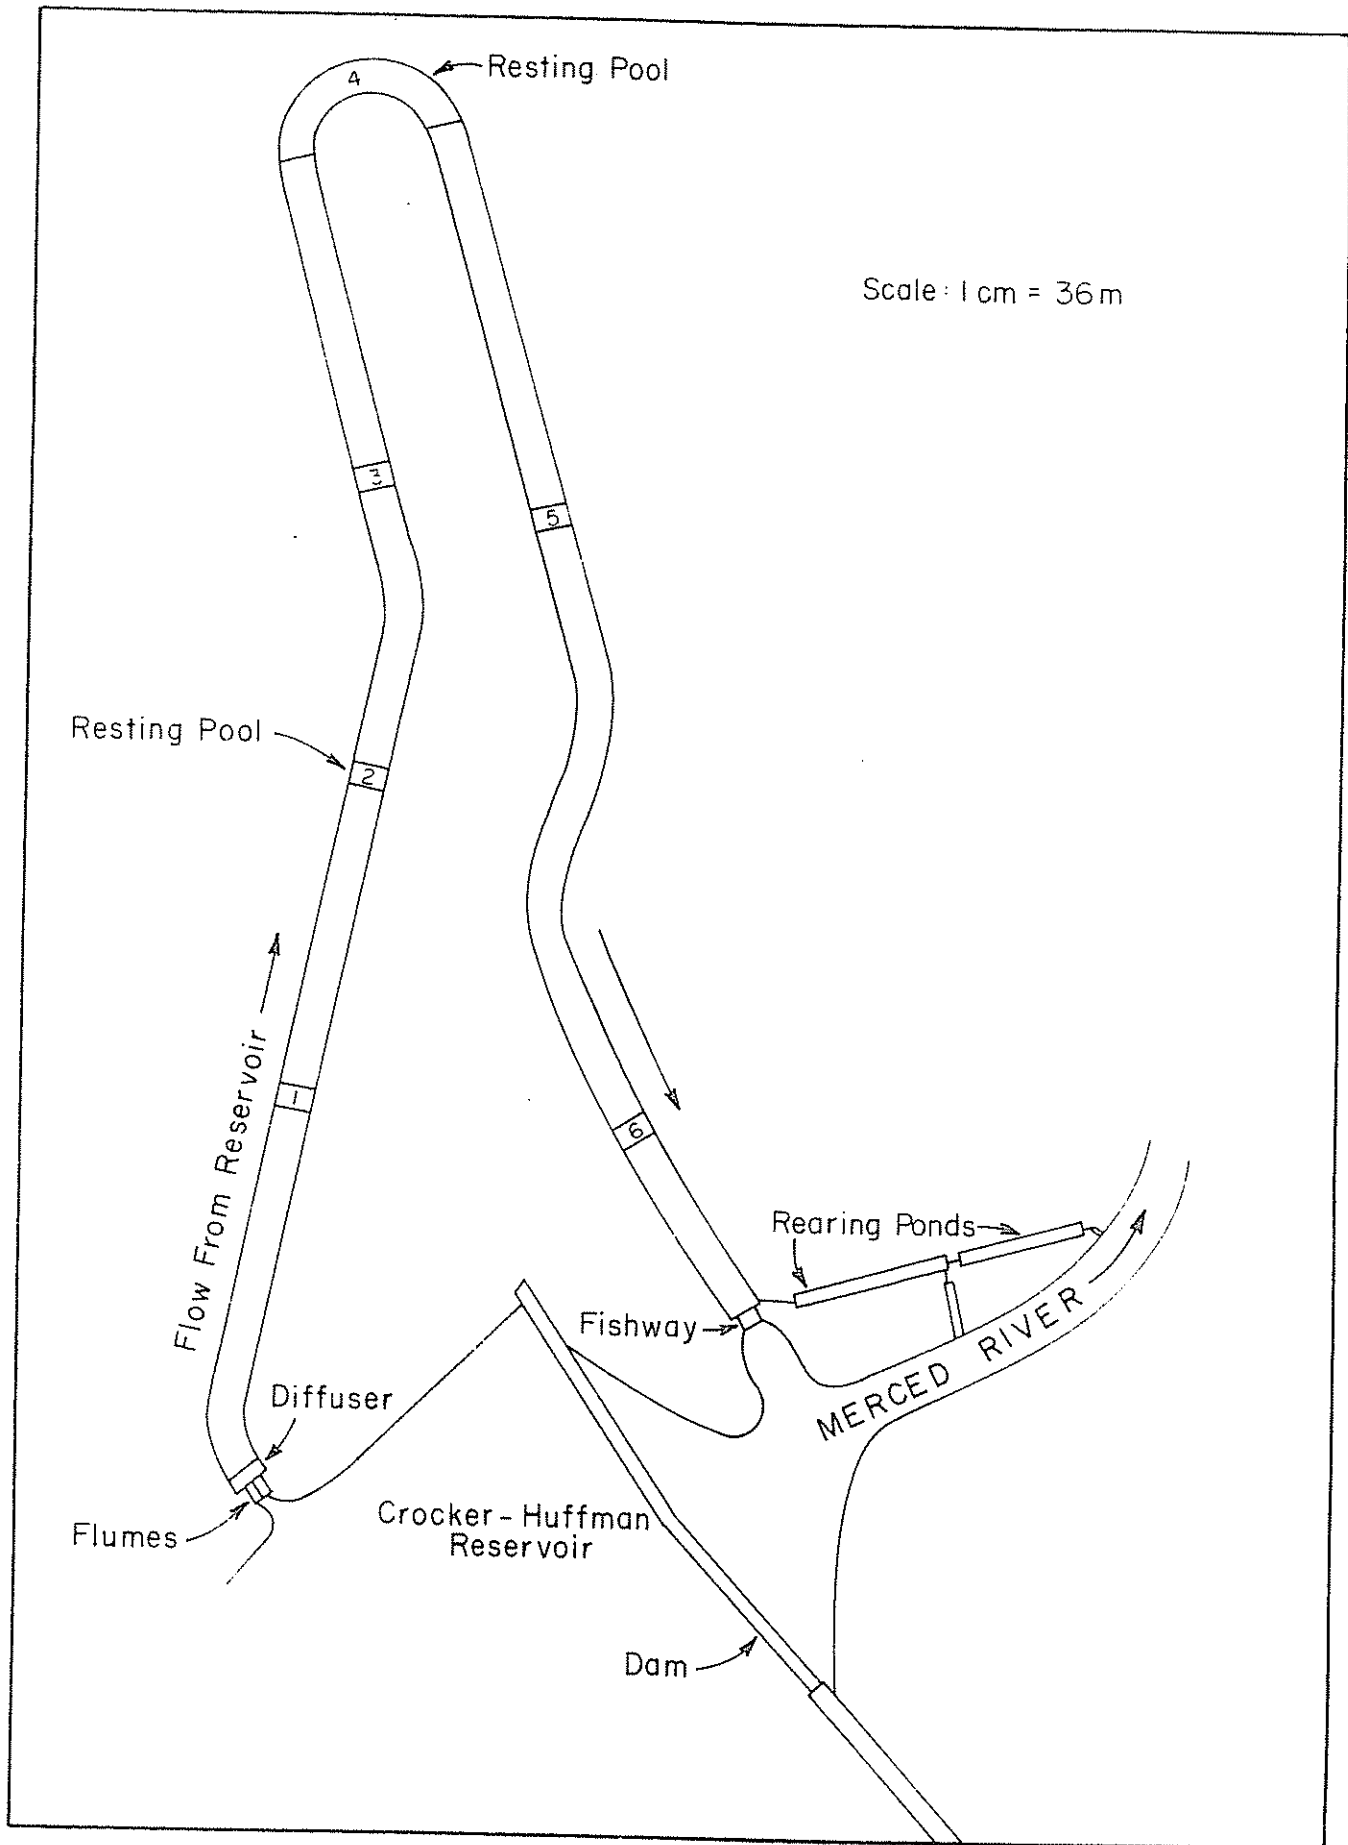 4
Resting Pool
Scale: 1 cm = 36 m
3
5
Resting Pool
2
Flow From Reservoir
1
6
Rearing Ponds
Fishway
MERCED RIVER
Diffuser
Flumes
Crocker-Huffman
Reservoir
Dam